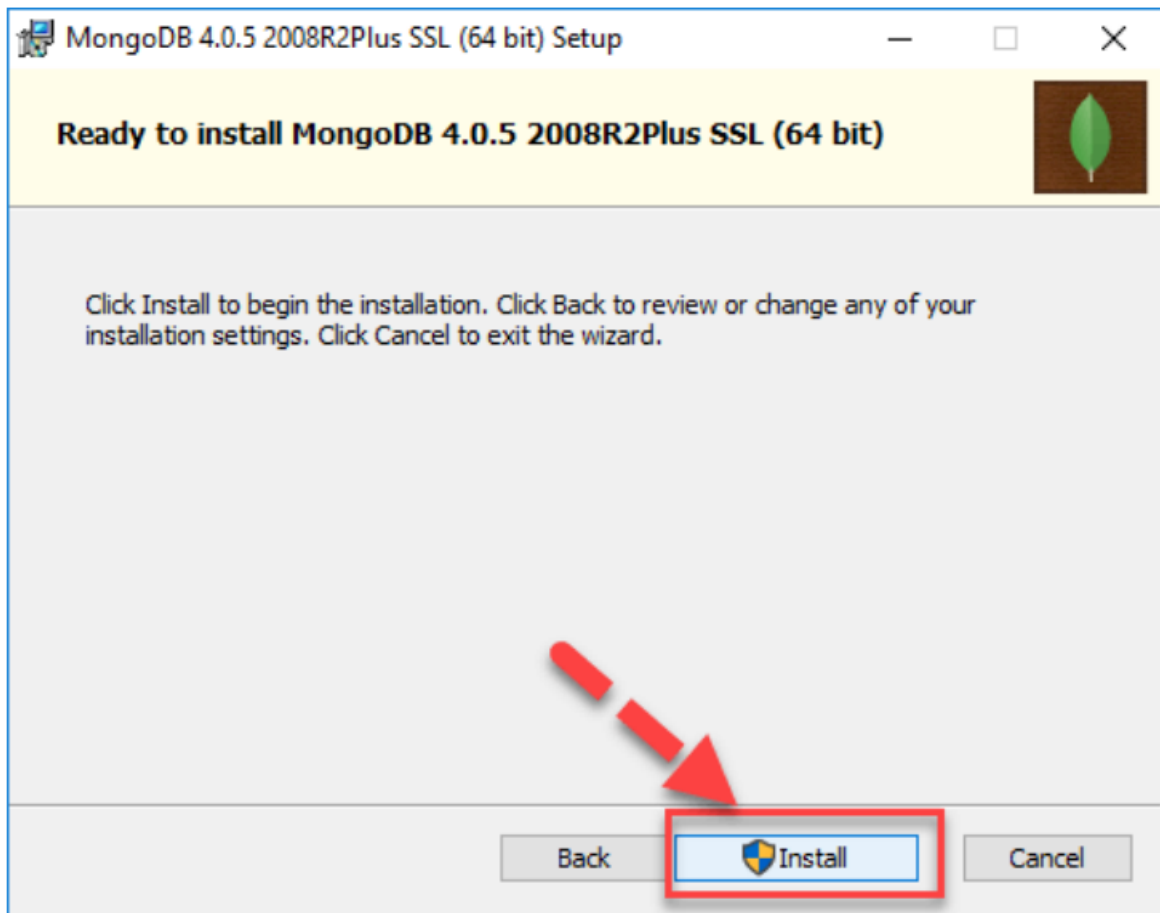 MongoDB 4.0.5 2008R2Plus SSL (64 bit) Setup
Ready to install MongoDB 4.0.5 2008R2Plus SSL (64 bit)
Click Install to begin the installation. Click Back to review or change any of your
installation settings. Click Cancel to exit the wizard.
Back
Install
Cancel